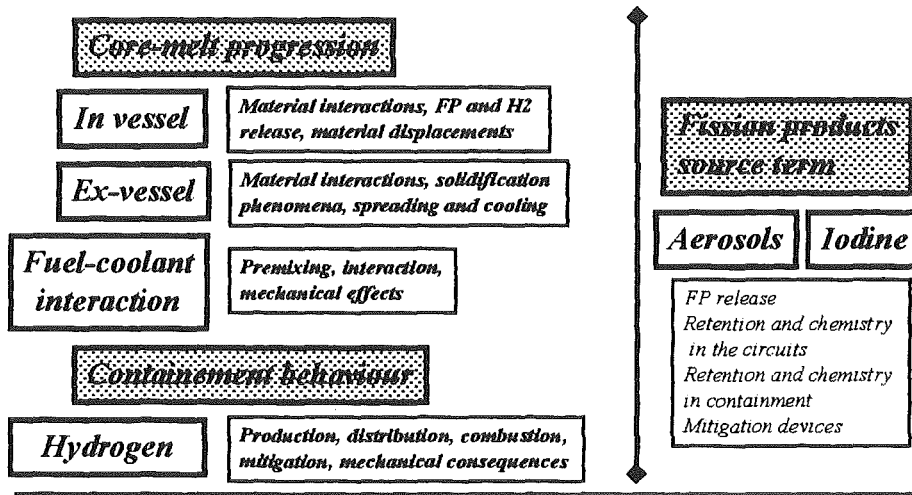 Core-melt progression
In vessel
Material interactions, FP and H2
release, material displacements
Ex-vessel
Material interactions, solidification
phenomena, spreading and cooling
Fuel-coolant
interaction
Premixing, interaction,
mechanical effects
Containement behaviour
Hydrogen
Production, distribution, combustion,
mitigation, mechanical consequences
Fissian products
source term
Aerosols
Iodine
FP release
Retention and chemistry
in the circuits
Retention and chemistry
in containment
Mitigation devices